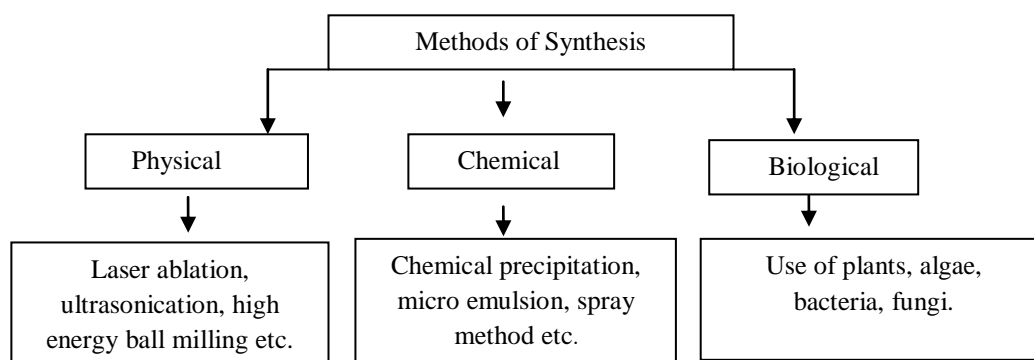 Methods of Synthesis
Physical
Chemical
Biological
Laser ablation,
ultrasonication, high
energy ball milling etc.
Chemical precipitation,
micro emulsion, spray
method etc.
Use of plants, algae,
bacteria, fungi.